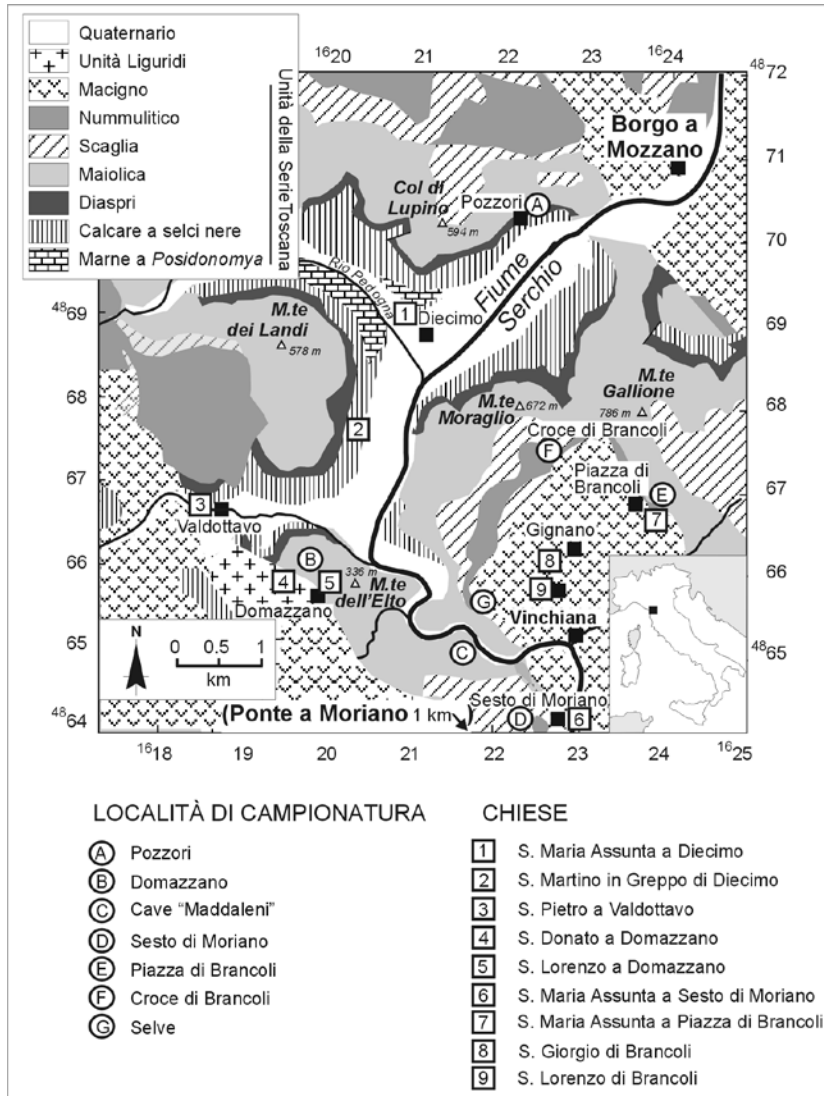 Quaternario
Unità Liguridi
Macigno
Nummulitico
Scaglia
Maiolica
Diaspri
Calcare a selci nere
Marne a Posidonomya
Unità della Serie Toscana
16 20
21
22
23
16 24
48 72
71
70
69
68
67
66
48 65
48 69
68
67
66
65
48 64
16 18
19
20
21
22
23
24
16 25
Borgo a
Mozzano
Col di
Lupino
594 m
Pozzori
A
Rio Pedogna
Fiume
Serchio
1
Diecimo
M.te
dei Landi
578 m
M.te
Gallione
786 m
M.te
Moraglio
672 m
2
Croce di Brancoli
F
Piazza di
Brancoli
E
7
3
Valdottavo
Gignano
8
B
336 m
4
5
M.te
dell'Elto
Domazzano
9
G
Vinchiana
C
N
0 1
km
Sesto di Moriano
(Ponte a Moriano 1 km )
D
6
LOCALITÀ DI CAMPIONATURA
A Pozzori
B Domazzano
C Cave "Maddaleni"
D Sesto di Moriano
E Piazza di Brancoli
F Croce di Brancoli
G Selve
CHIESE
1 S. Maria Assunta a Diecimo
2 S. Martino in Greppo di Diecimo
3 S. Pietro a Valdottavo
4 S. Donato a Domazzano
5 S. Lorenzo a Domazzano
6 S. Maria Assunta a Sesto di Moriano
7 S. Maria Assunta a Piazza di Brancoli
8 S. Giorgio di Brancoli
9 S. Lorenzo di Brancoli